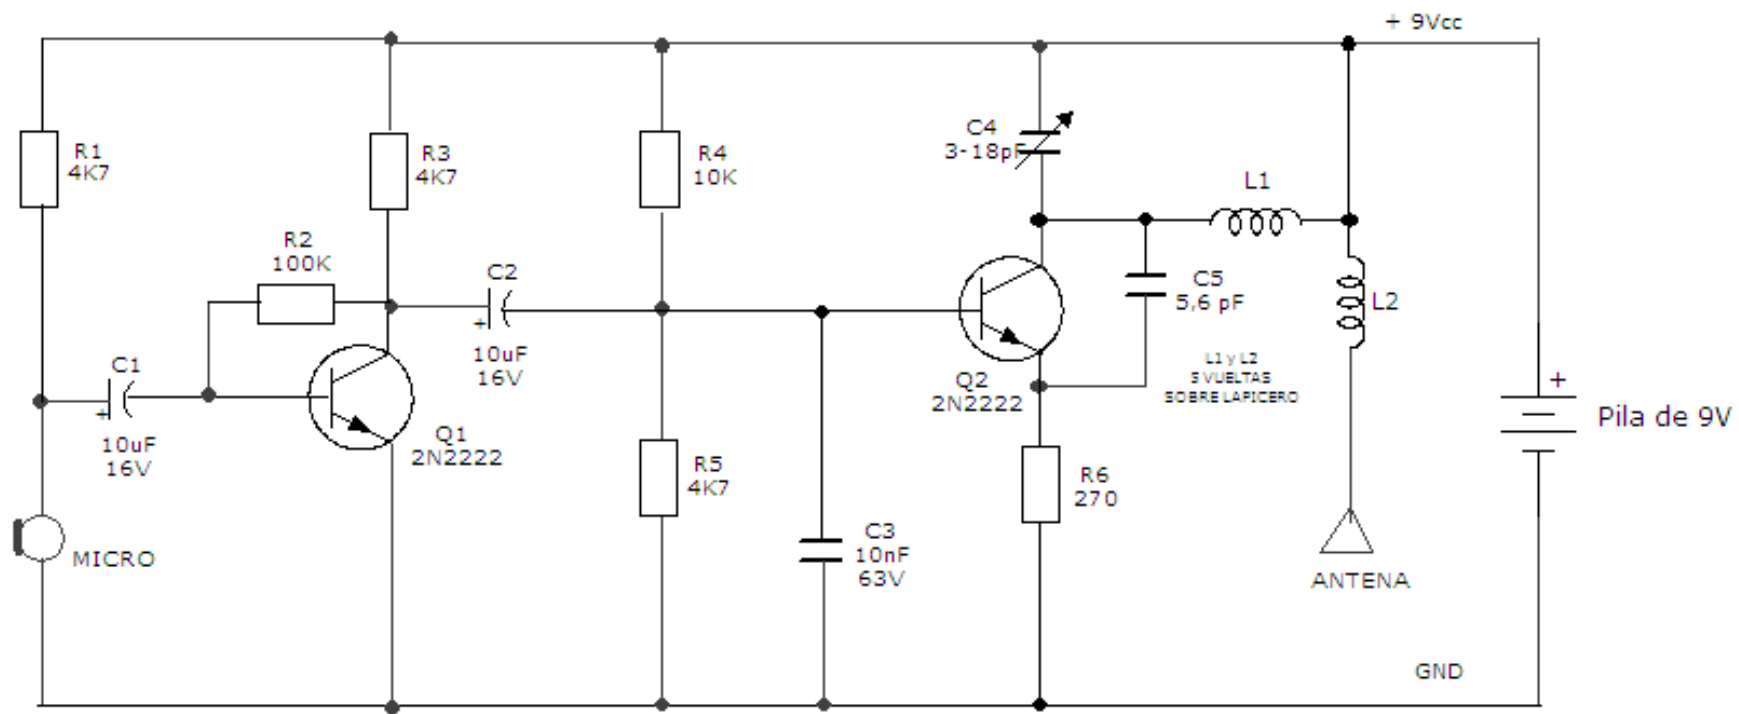 + 9Vcc
R1
4K7
R3
4K7
R4
10K
C4
3-18pF
L1
R2
100K
C2
+
10uF
16V
C5
5,6 pF
L2
C1
+
10uF
16V
Q1
2N2222
Q2
2N2222
L1 y L2
5 VUELTAS
SOBRE LAPICERO
+
Pila de 9V
R5
4K7
R6
270
C3
10nF
63V
MICRO
ANTENA
GND